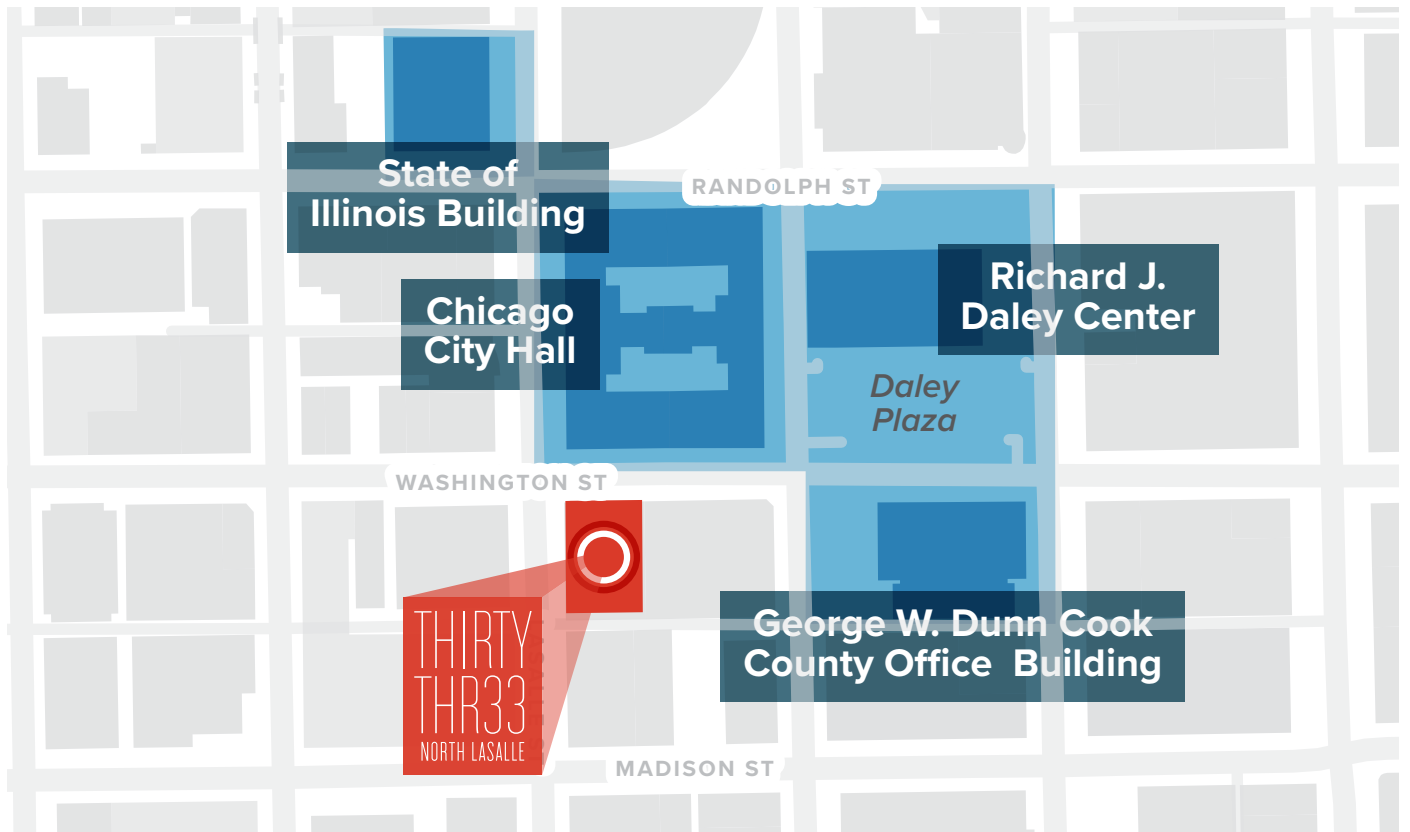 State of
Illinois Building
RANDOLPH ST
Richard J.
Daley Center
Chicago
City Hall
Daley
Plaza
WASHINGTON ST
THIRTY
THR33
NORTH LASALLE
George W. Dunn Cook
County Office  Building
MADISON ST